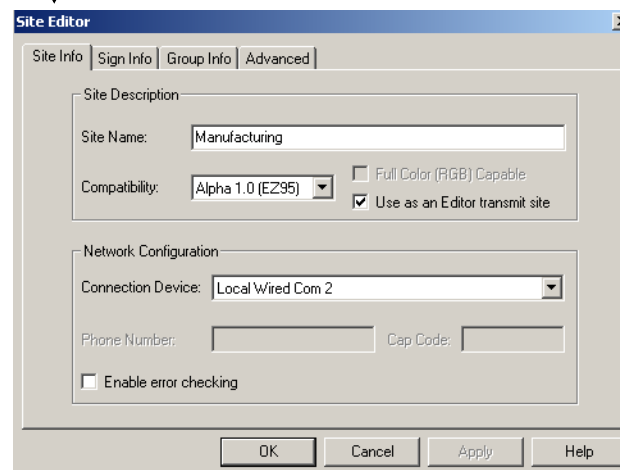 Site Editor
Site Info Sign Info Group Info Advanced
Site Description
Site Name: Manufacturing
Compatibility: Alpha 1.0 (EZ95) Full Color (RGB) Capable
Use as an Editor transmit site
Network Configuration
Connection Device: Local Wired Com 2
Phone Number: Cap Code:
Enable error checking
OK Cancel Apply Help